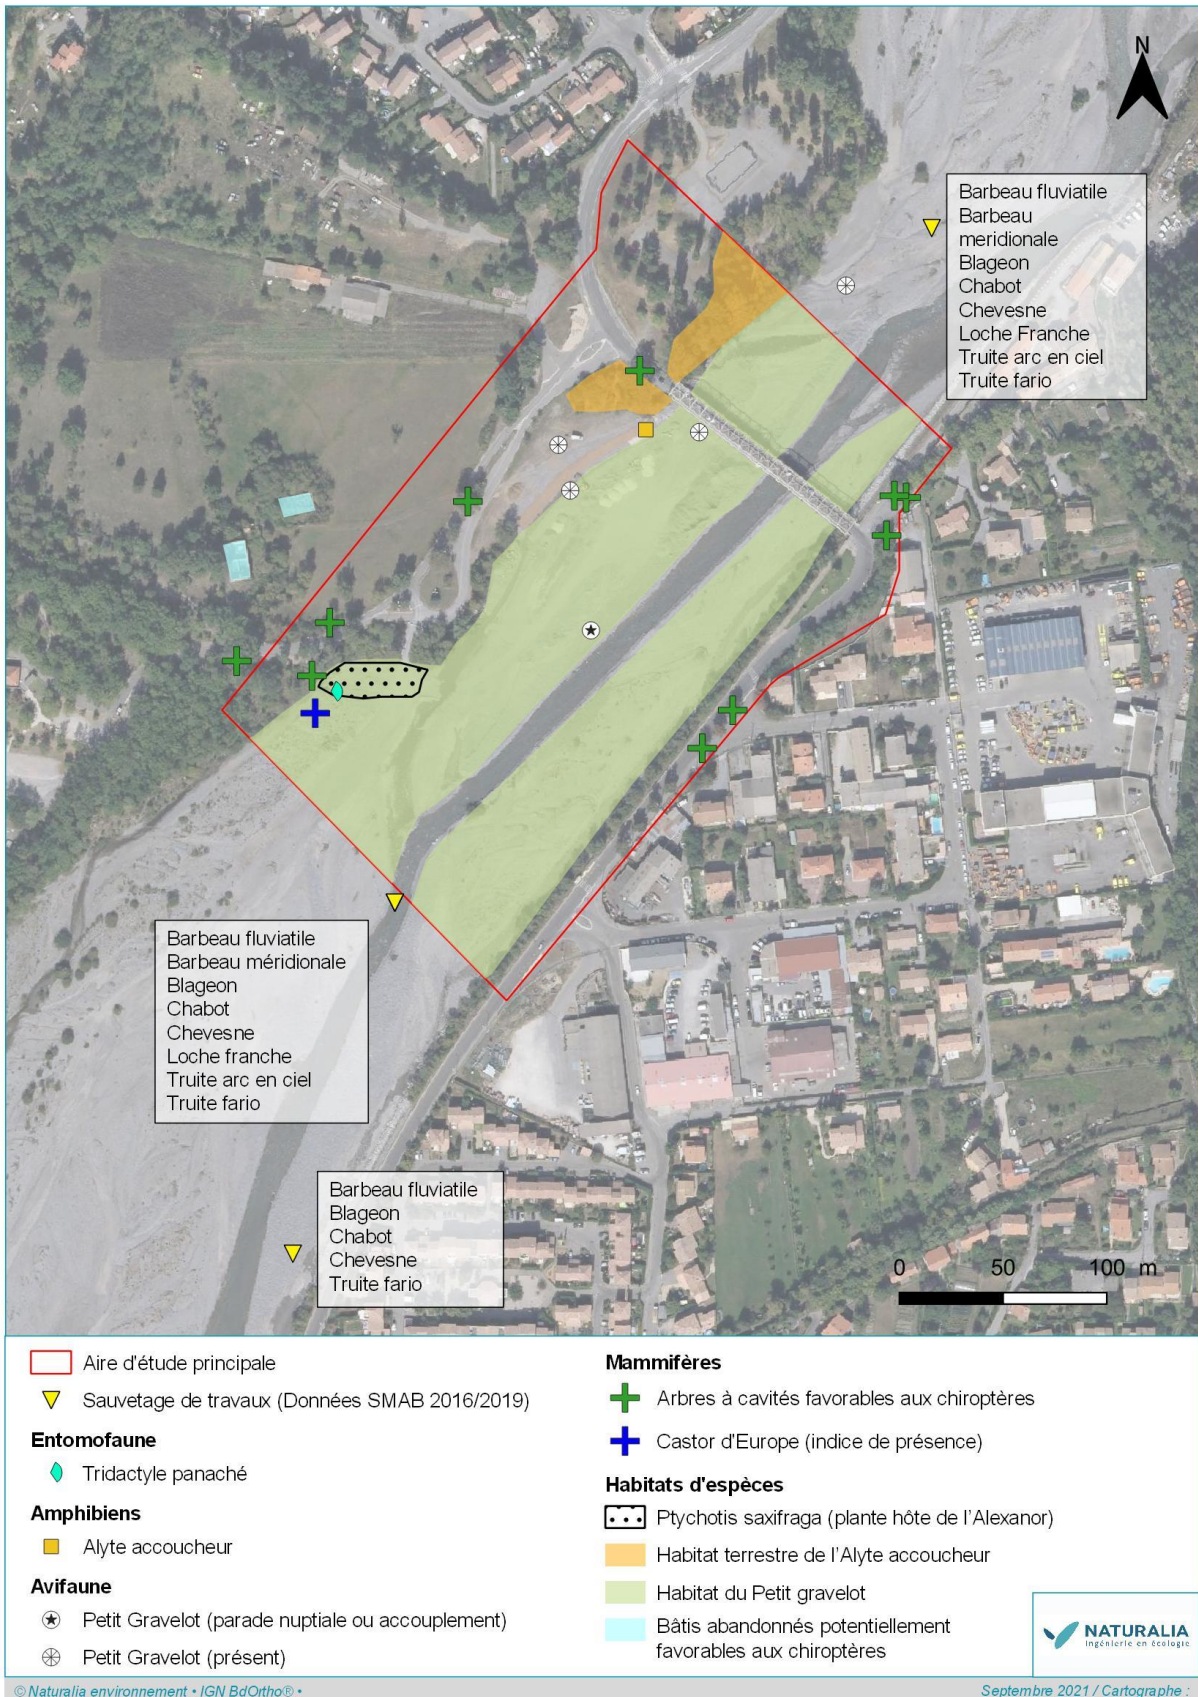 N
Barbeau fluviatile
Barbeau
meridionale
Blageon
Chabot
Chevesne
Loche Franche
Truite arc en ciel
Truite fario
Barbeau fluviatile
Barbeau méridionale
Blageon
Chabot
Chevesne
Loche franche
Truite arc en ciel
Truite fario
Barbeau fluviatile
Blageon
Chabot
Chevesne
Truite fario
0 50 100 m
Aire d'étude principale
Sauvetage de travaux (Données SMAB 2016/2019)
Entomofaune
Tridactyle panaché
Amphibiens
Alyte accoucheur
Avifaune
Petit Gravelot (parade nuptiale ou accouplement)
Petit Gravelot (présent)
Mammifères
Arbres à cavités favorables aux chiroptères
Castor d'Europe (indice de présence)
Habitats d'espèces
Ptychotis saxifraga (plante hôte de l'Alexanor)
Habitat terrestre de l'Alyte accoucheur
Habitat du Petit gravelot
Bâtis abandonnés potentiellement
favorables aux chiroptères
NATURALIA
Ingénierie en écologie
© Naturalia environnement • IGN BdOrtho® •
Septembre 2021 / Cartographe :